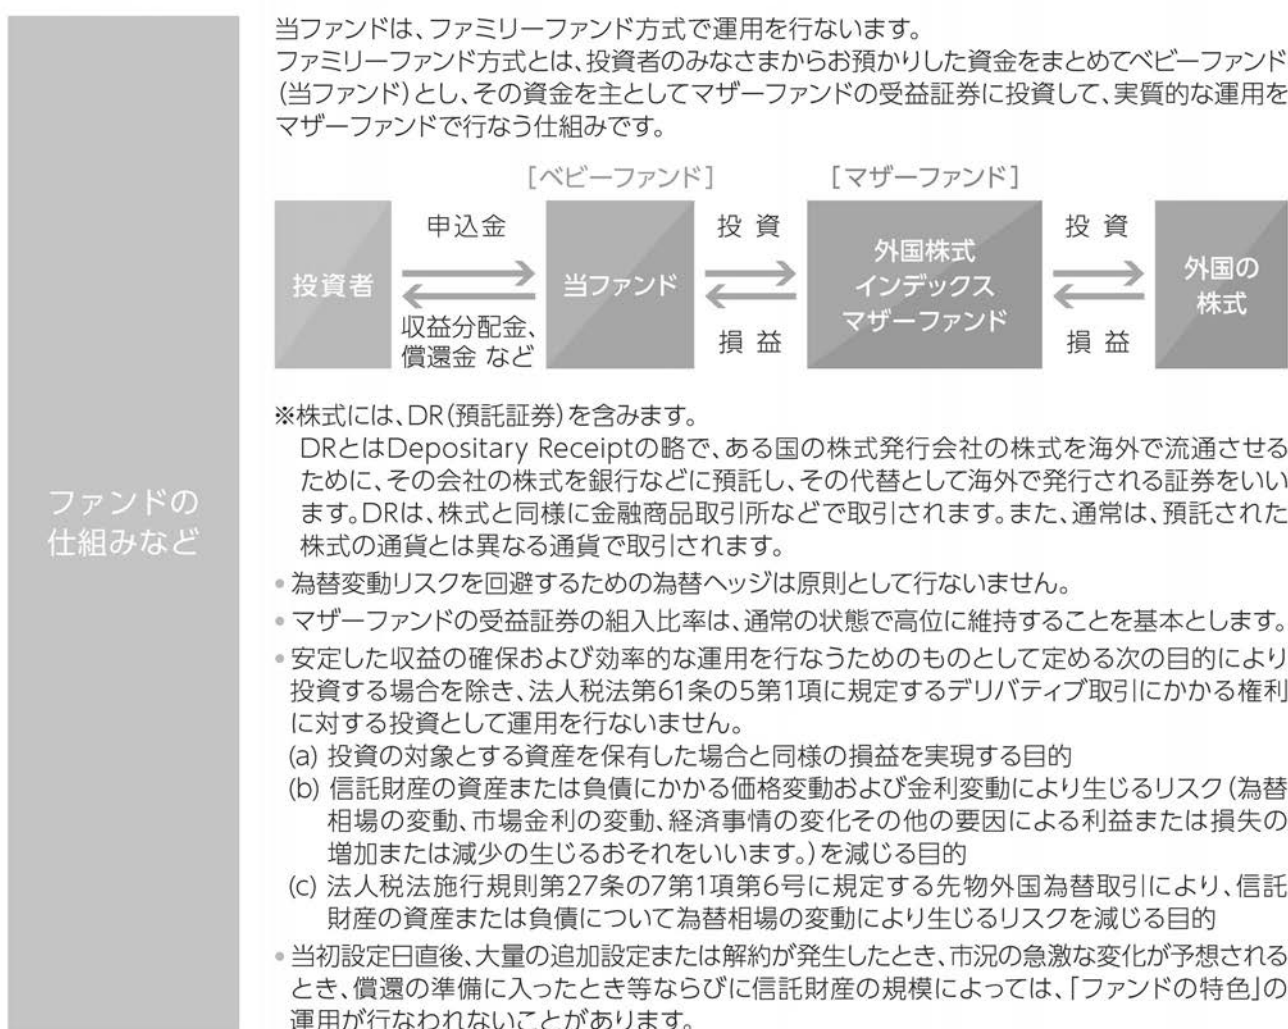 当ファンドは、ファミリーファンド方式で運用を行ないます。
ファミリーファンド方式とは、投資者のみなさまからお預かりした資金をまとめてベビーファンド
(当ファンド)とし、その資金を主としてマザーファンドの受益証券に投資して、実質的な運用を
マザーファンドで行なう仕組みです。
[ベビーファンド]
[マザーファンド]
投資者
申込金
収益分配金、
償還金 など
当ファンド
投 資
損 益
外国株式
インデックス
マザーファンド
投 資
損 益
外国の
株式
ファンドの
仕組みなど
※株式には、DR(預託証券)を含みます。
DRとはDepositary Receiptの略で、ある国の株式発行会社の株式を海外で流通させる
ために、その会社の株式を銀行などに預託し、その代替として海外で発行される証券をいい
ます。DRは、株式と同様に金融商品取引所などで取引されます。また、通常は、預託された
株式の通貨とは異なる通貨で取引されます。
•為替変動リスクを回避するための為替ヘッジは原則として行ないません。
•マザーファンドの受益証券の組入比率は、通常の状態で高位に維持することを基本とします。
•安定した収益の確保および効率的な運用を行なうためのものとして定める次の目的により
投資する場合を除き、法人税法第61条の5第1項に規定するデリバティブ取引にかかる権利
に対する投資として運用を行ないません。
(a) 投資の対象とする資産を保有した場合と同様の損益を実現する目的
(b) 信託財産の資産または負債にかかる価格変動および金利変動により生じるリスク(為替
相場の変動、市場金利の変動、経済事情の変化その他の要因による利益または損失の
増加または減少の生じるおそれをいいます。)を減じる目的
(c) 法人税法施行規則第27条の7第1項第6号に規定する先物外国為替取引により、信託
財産の資産または負債について為替相場の変動により生じるリスクを減じる目的
•当初設定日直後、大量の追加設定または解約が発生したとき、市況の急激な変化が予想される
とき、償還の準備に入ったとき等ならびに信託財産の規模によっては、「ファンドの特色」の
運用が行なわれないことがあります。